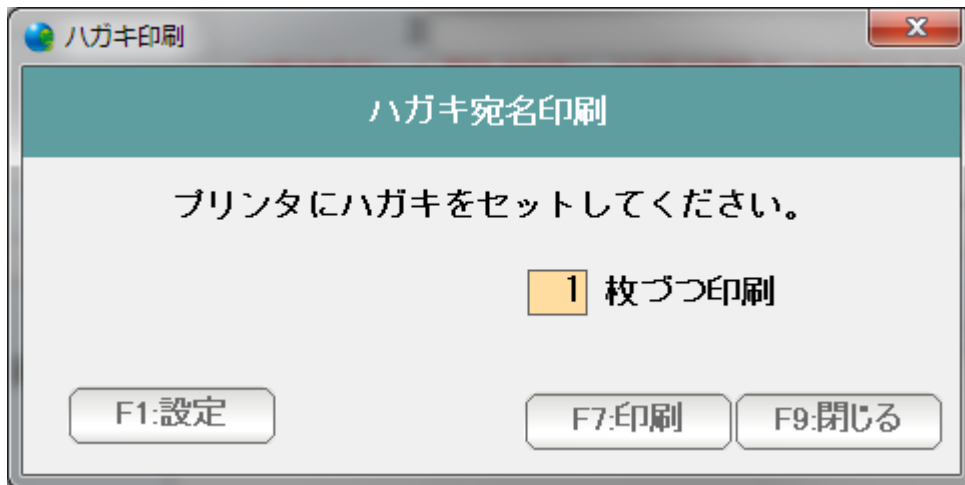 ハガキ印刷
ハガキ宛名印刷
プリンタにハガキをセットしてください。
1 枚づつ印刷
F1:設定 F7:印刷 F9:閉じる